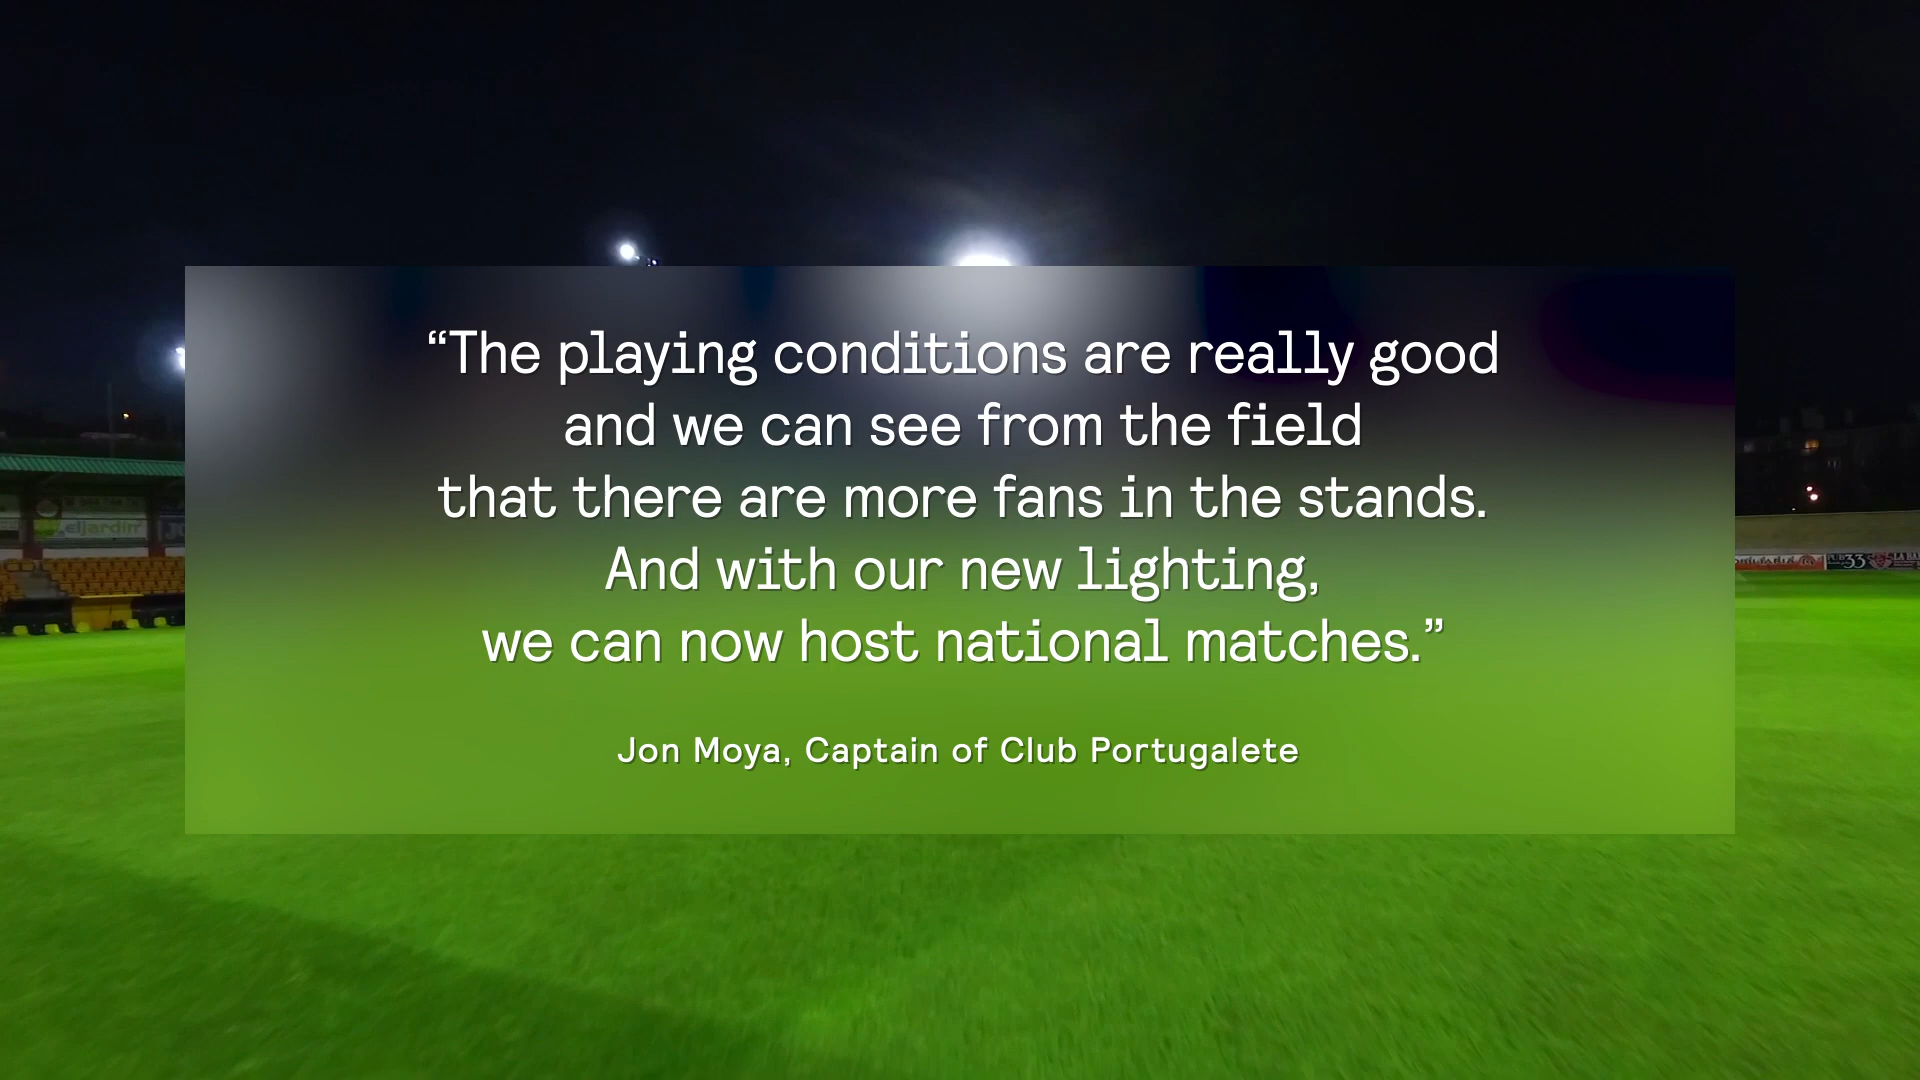 “The playing conditions are really good
and we can see from the field
that there are more fans in the stands.
And with our new lighting,
we can now host national matches.”
Jon Moya, Captain of Club Portugalete
eljardin
33